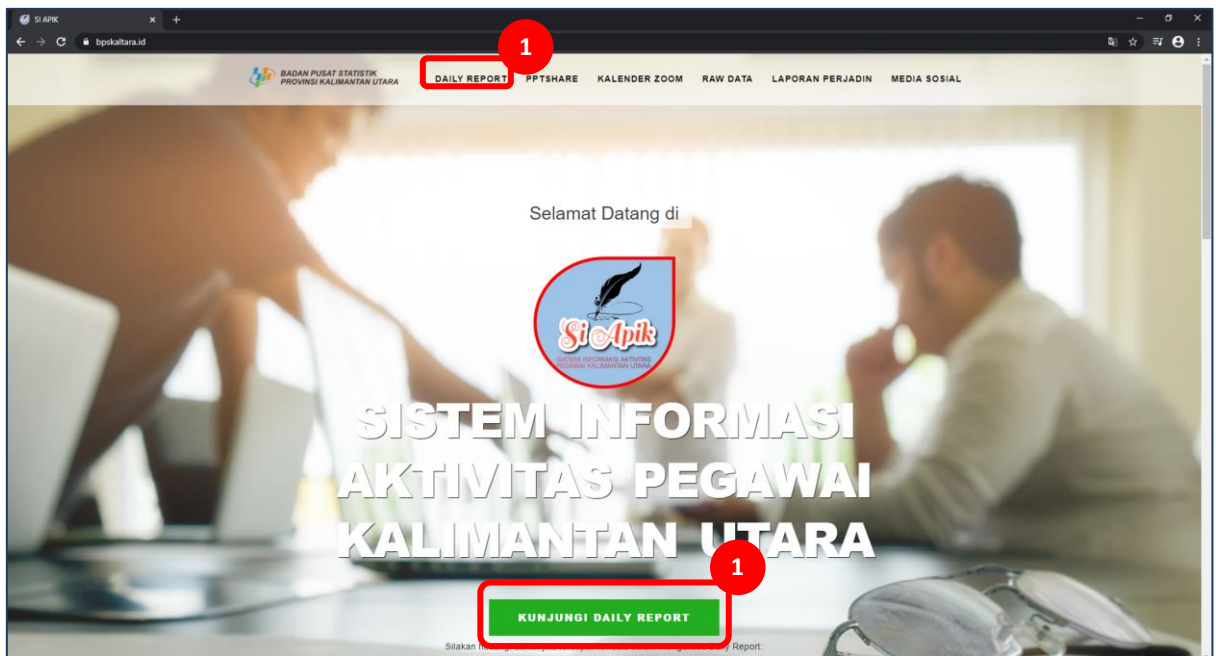 SI APIK
bpskaltara.id
1
BADAN PUSAT STATISTIK
PROVINSI KALIMANTAN UTARA
DAILY REPORT PPTSHARE KALENDER ZOOM RAW DATA LAPORAN PERJADIN MEDIA SOSIAL
Selamat Datang di
Si Apik
SISTEM INFORMASI AKTIVITAS
PEGAWAI KALIMANTAN UTARA
SISTEM INFORMASI
AKTIVITAS PEGAWAI
KALIMANTAN UTARA
1
KUNJUNGI DAILY REPORT
Silakan Report: